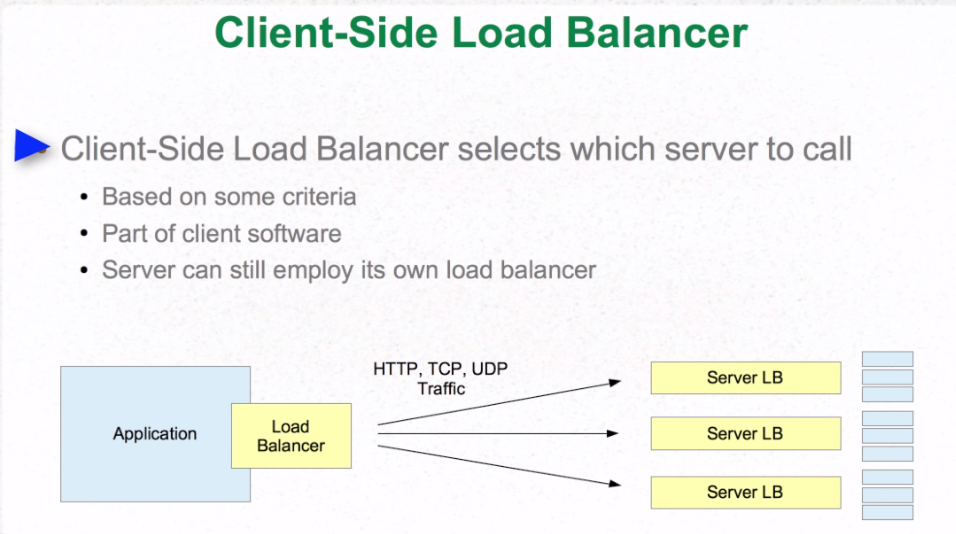 Client-Side Load Balancer
Client-Side Load Balancer selects which server to call
• Based on some criteria
• Part of client software
• Server can still employ its own load balancer
HTTP, TCP, UDP
Traffic
Application
Load
Balancer
Server LB
Server LB
Server LB